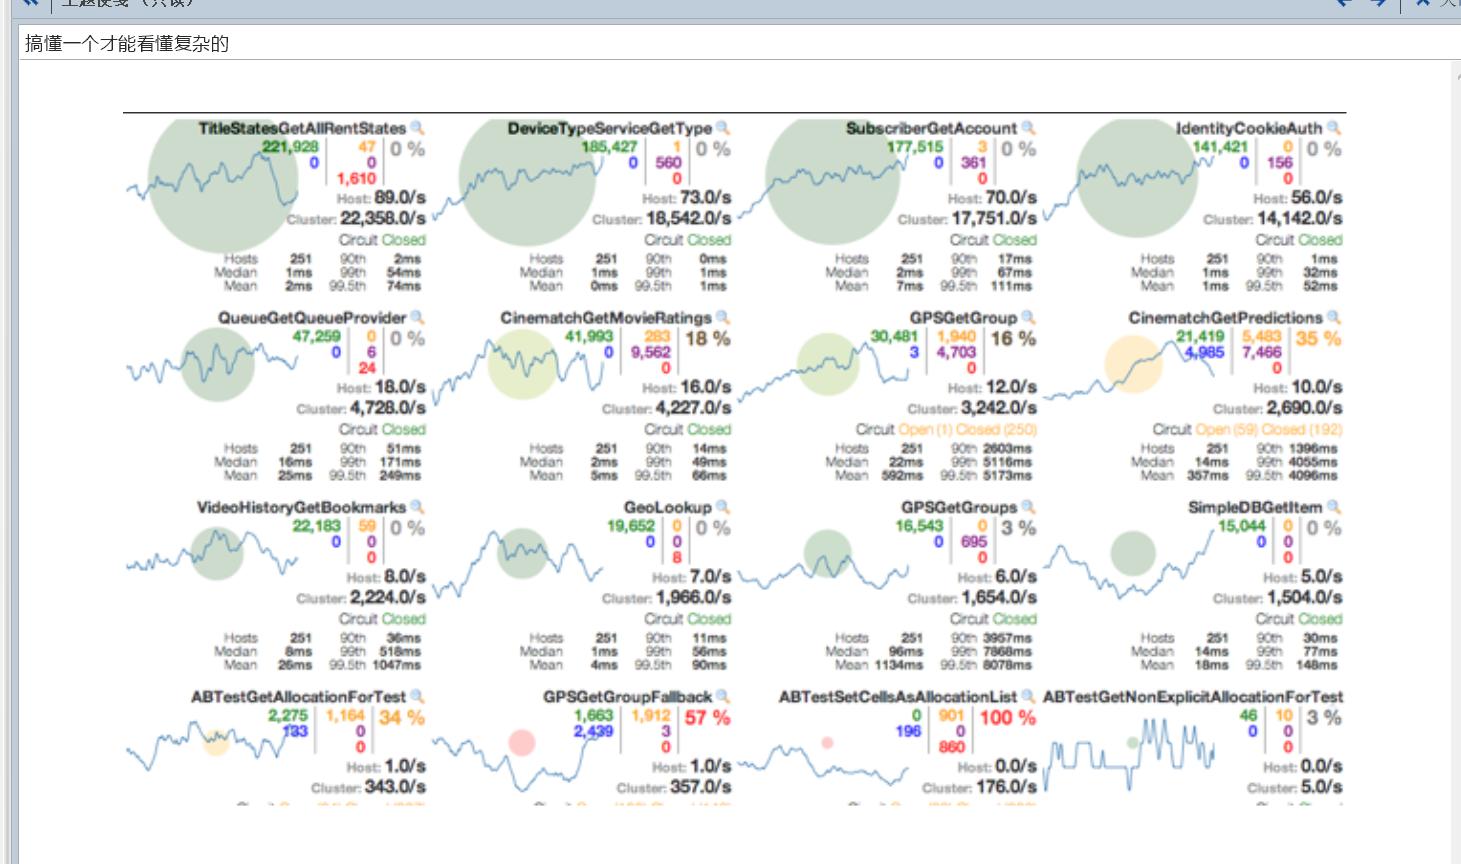 搞懂一个才能看懂复杂的
TitleStatesGetAllRentStates
221,928 47 0 %
0 0
1,610
Host: 89.0/s
Cluster: 22,358.0/s
Circuit Closed
Hosts 251 90th 2ms
Median 1ms 99th 54ms
Mean 2ms 99.5th 74ms
DeviceTypeServiceGetType
185,427 1 0 %
0 560
0
Host: 73.0/s
Cluster: 18,542.0/s
Circuit Closed
Hosts 251 90th 0ms
Median 1ms 99th 1ms
Mean 0ms 99.5th 1ms
SubscriberGetAccount
177,515 3 0 %
0 361
0
Host: 70.0/s
Cluster: 17,751.0/s
Circuit Closed
Hosts 251 90th 17ms
Median 2ms 99th 67ms
Mean 7ms 99.5th 111ms
IdentityCookieAuth
141,421 0 0 %
0 156
0
Host: 56.0/s
Cluster: 14,142.0/s
Circuit Closed
Hosts 251 90th 1ms
Median 1ms 99th 32ms
Mean 1ms 99.5th 52ms
QueueGetQueueProvider
47,259 0 0 %
0 6
24
Host: 18.0/s
Cluster: 4,728.0/s
Circuit Closed
Hosts 251 90th 51ms
Median 16ms 99th 171ms
Mean 25ms 99.5th 249ms
CinematchGetMovieRatings
41,993 283 18 %
0 9,562
0
Host: 16.0/s
Cluster: 4,227.0/s
Circuit Closed
Hosts 251 90th 14ms
Median 2ms 99th 49ms
Mean 5ms 99.5th 66ms
GPSGetGroup
30,481 1,940 16 %
3 4,703
0
Host: 12.0/s
Cluster: 3,242.0/s
Circuit Open (1) Closed (250)
Hosts 251 90th 2603ms
Median 22ms 99th 5116ms
Mean 592ms 99.5th 5173ms
CinematchGetPredictions
21,419 5,483 35 %
4,985 7,466
0
Host: 10.0/s
Cluster: 2,690.0/s
Circuit Open (59) Closed (192)
Hosts 251 90th 1396ms
Median 14ms 99th 4055ms
Mean 357ms 99.5th 4096ms
VideoHistoryGetBookmarks
22,183 59 0 %
0 0
0
Host: 8.0/s
Cluster: 2,224.0/s
Circuit Closed
Hosts 251 90th 36ms
Median 8ms 99th 518ms
Mean 26ms 99.5th 1047ms
GeoLookup
19,652 0 0 %
0 0
8
Host: 7.0/s
Cluster: 1,966.0/s
Circuit Closed
Hosts 251 90th 11ms
Median 1ms 99th 56ms
Mean 4ms 99.5th 90ms
GPSGetGroups
16,543 0 3 %
0 695
0
Host: 6.0/s
Cluster: 1,654.0/s
Circuit Closed
Hosts 251 90th 3957ms
Median 96ms 99th 7868ms
Mean 1134ms 99.5th 8078ms
SimpleDBGetItem
15,044 0 0 %
0 0
0
Host: 5.0/s
Cluster: 1,504.0/s
Circuit Closed
Hosts 251 90th 30ms
Median 14ms 99th 77ms
Mean 18ms 99.5th 148ms
ABTestGetAllocationForTest
2,275 1,164 34 %
133 0
0
Host: 1.0/s
Cluster: 343.0/s
GPSGetGroupFallback
1,663 1,912 57 %
2,439 3
0
Host: 1.0/s
Cluster: 357.0/s
ABTestSetCellsAsAllocationList
0 901 100 %
196 0
860
Host: 0.0/s
Cluster: 176.0/s
ABTestGetNonExplicitAllocationForTest
46 10 3 %
0 0
0
Host: 0.0/s
Cluster: 5.0/s